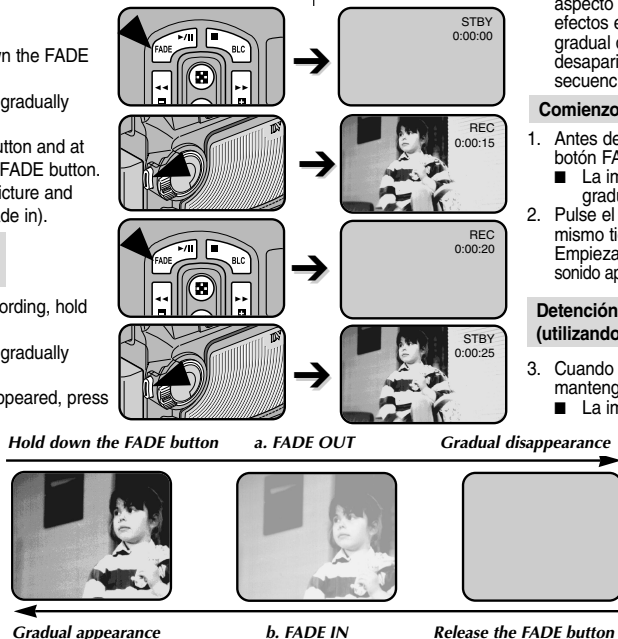 wn the FADE
gradually
utton and at
FADE button.
icture and
de in).
ording, hold
gradually
ppeared, press
FADE
BLC
STBY
0:00:00
REC
0:00:15
FADE
BLC
REC
0:00:20
STBY
0:00:25
aspecto
efectos e
gradual d
desapari
secuenc
Comienzo
1. Antes de
botón FA
■ La im
gradu
2. Pulse el
mismo ti
Empieza
sonido ap
Detención
(utilizando
3. Cuando
manteng
■ La im
Hold down the FADE button a. FADE OUT Gradual disappearance
Gradual appearance b. FADE IN Release the FADE button